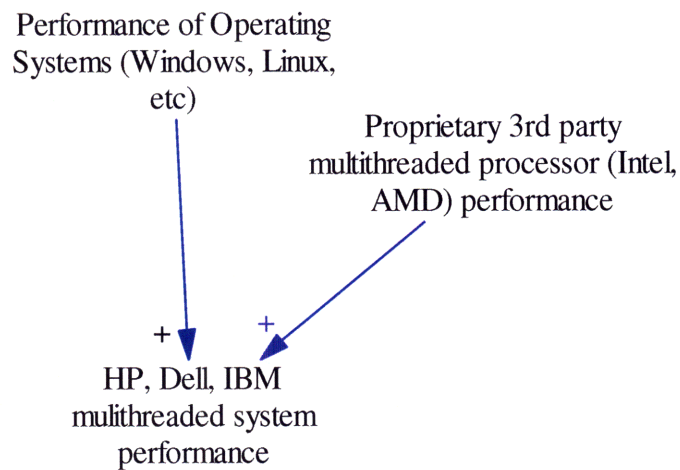 Performance of Operating
Systems (Windows, Linux,
etc)
Proprietary 3rd party
multithreaded processor (Intel,
AMD) performance
+
+
HP, Dell, IBM
mulithreaded system
performance